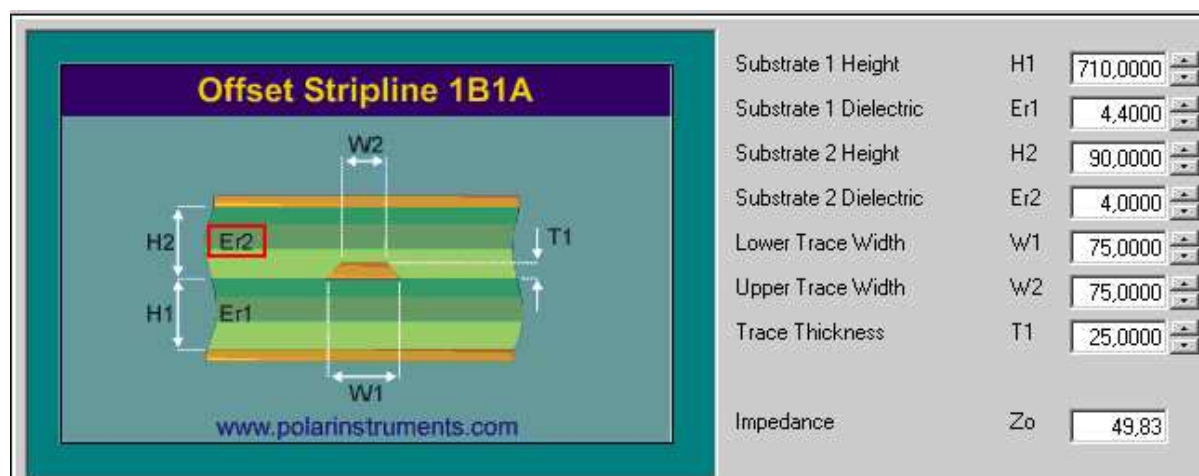 Offset Stripline 1B1A
W2
H2
Er2
T1
H1
Er1
W1
www.polarinstruments.com
Substrate 1 Height H1 710,0000
Substrate 1 Dielectric Er1 4,4000
Substrate 2 Height H2 90,0000
Substrate 2 Dielectric Er2 4,0000
Lower Trace Width W1 75,0000
Upper Trace Width W2 75,0000
Trace Thickness T1 25,0000
Impedance Zo 49,83